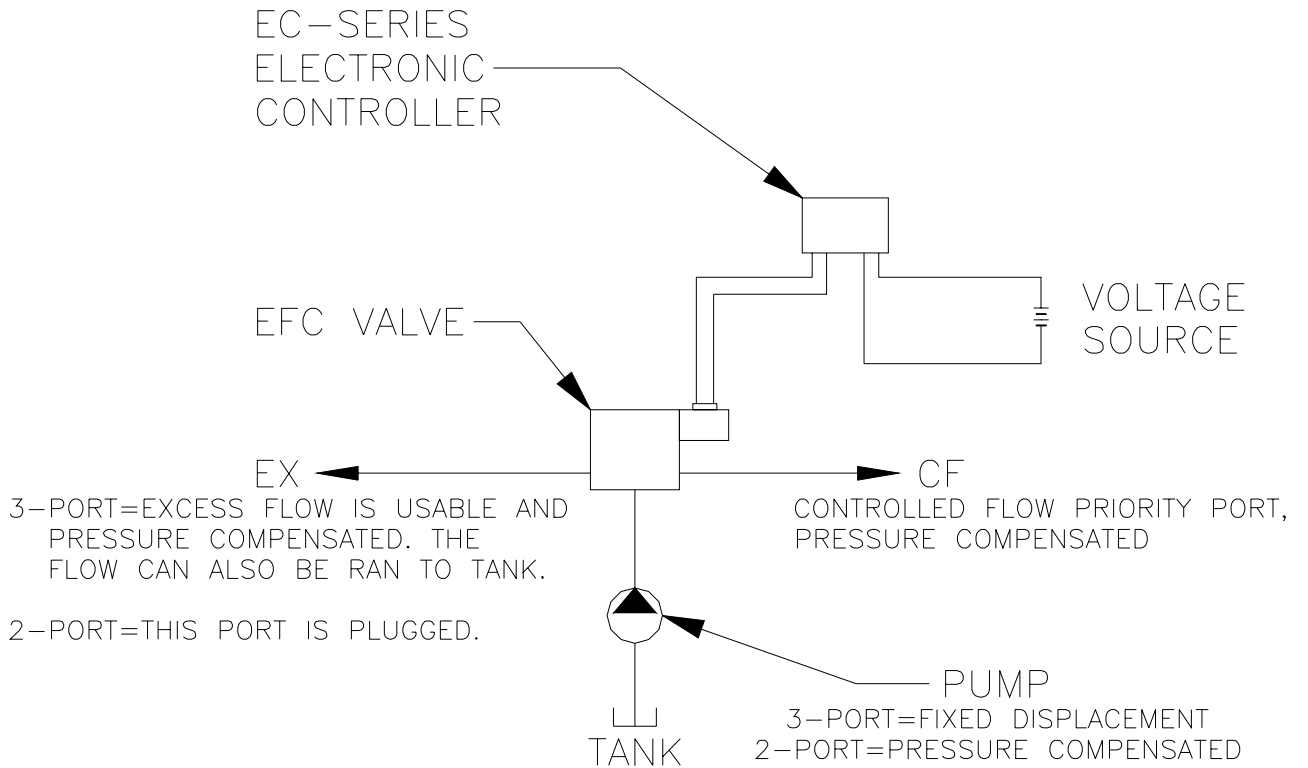 EC-SERIES
ELECTRONIC
CONTROLLER
EFC VALVE
VOLTAGE
SOURCE
EX
3-PORT=EXCESS FLOW IS USABLE AND
PRESSURE COMPENSATED. THE
FLOW CAN ALSO BE RAN TO TANK.
2-PORT=THIS PORT IS PLUGGED.
CF
CONTROLLED FLOW PRIORITY PORT,
PRESSURE COMPENSATED
PUMP
3-PORT=FIXED DISPLACEMENT
2-PORT=PRESSURE COMPENSATED
TANK